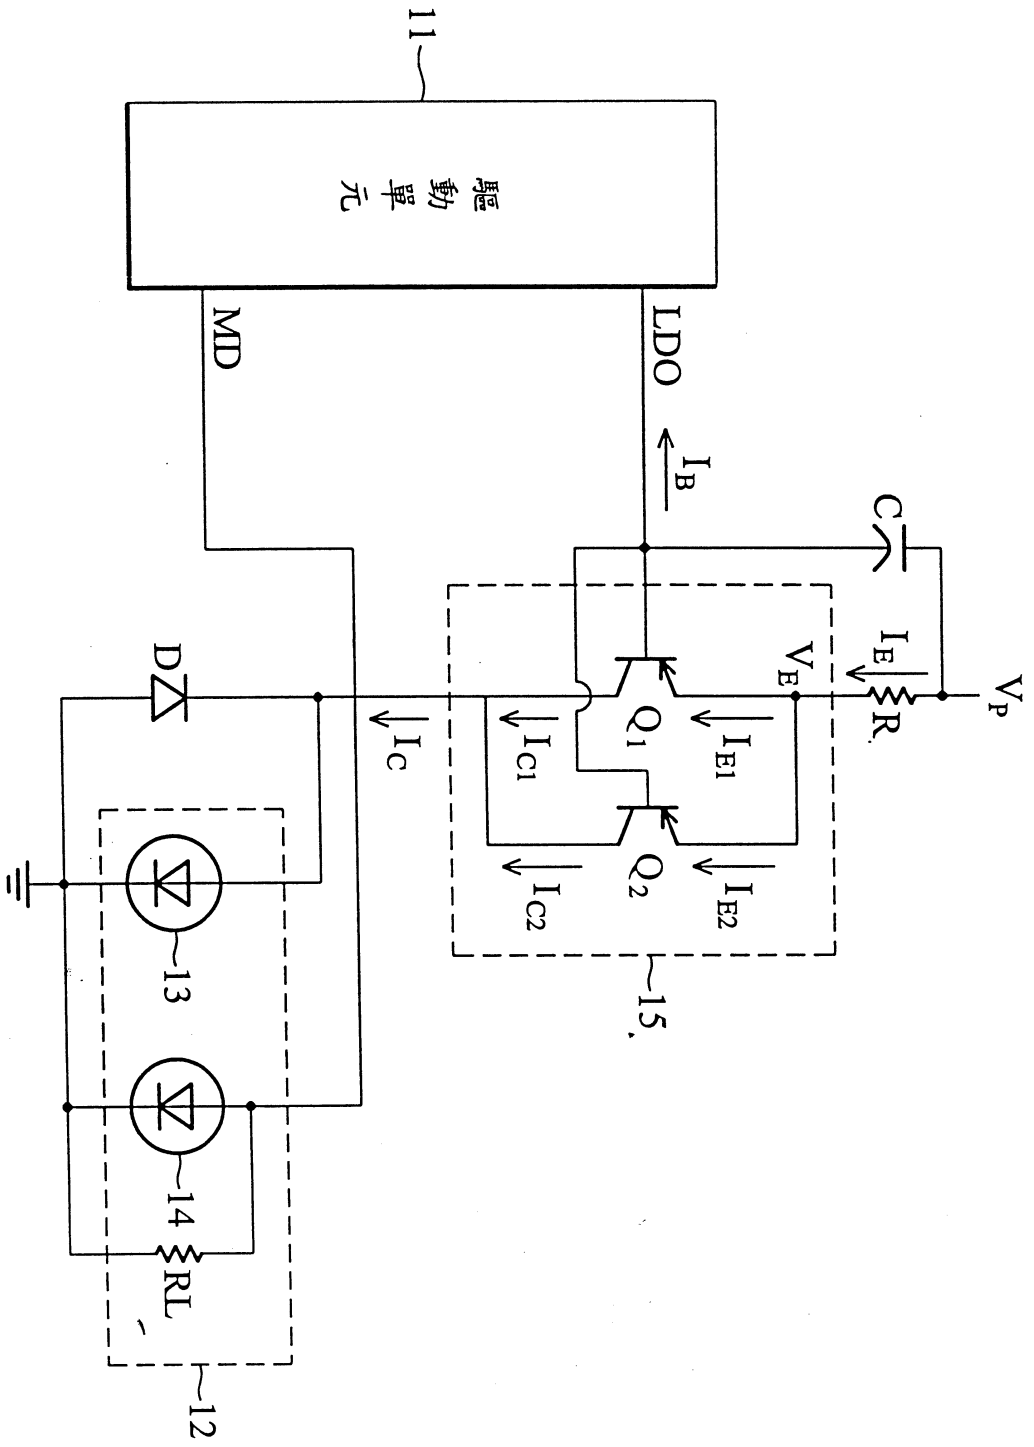 11
驅動單元
LDO
MD
I_B
C
V_P
I_E
R
V_E
I_E1
Q_1
I_C1
I_E2
Q_2
I_C2
15
I_C
D
13
14
RL
12